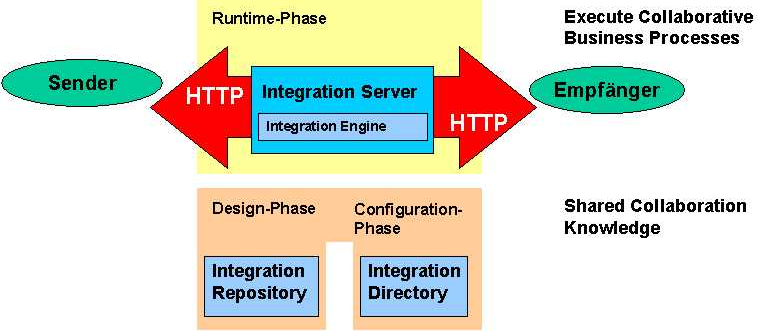 Runtime-Phase
Execute Collaborative
Business Processes
Sender
HTTP
Integration Server
Integration Engine
HTTP
Empfänger
Design-Phase
Configuration-
Phase
Shared Collaboration
Knowledge
Integration
Repository
Integration
Directory